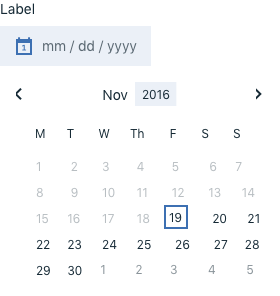 Label
1 mm / dd / yyyy
Nov 2016
M T W Th F S S
1 2 3 4 5 6 7
8 9 10 11 12 13 14
15 16 17 18 19 20 21
22 23 24 25 26 27 28
29 30 1 2 3 4 5